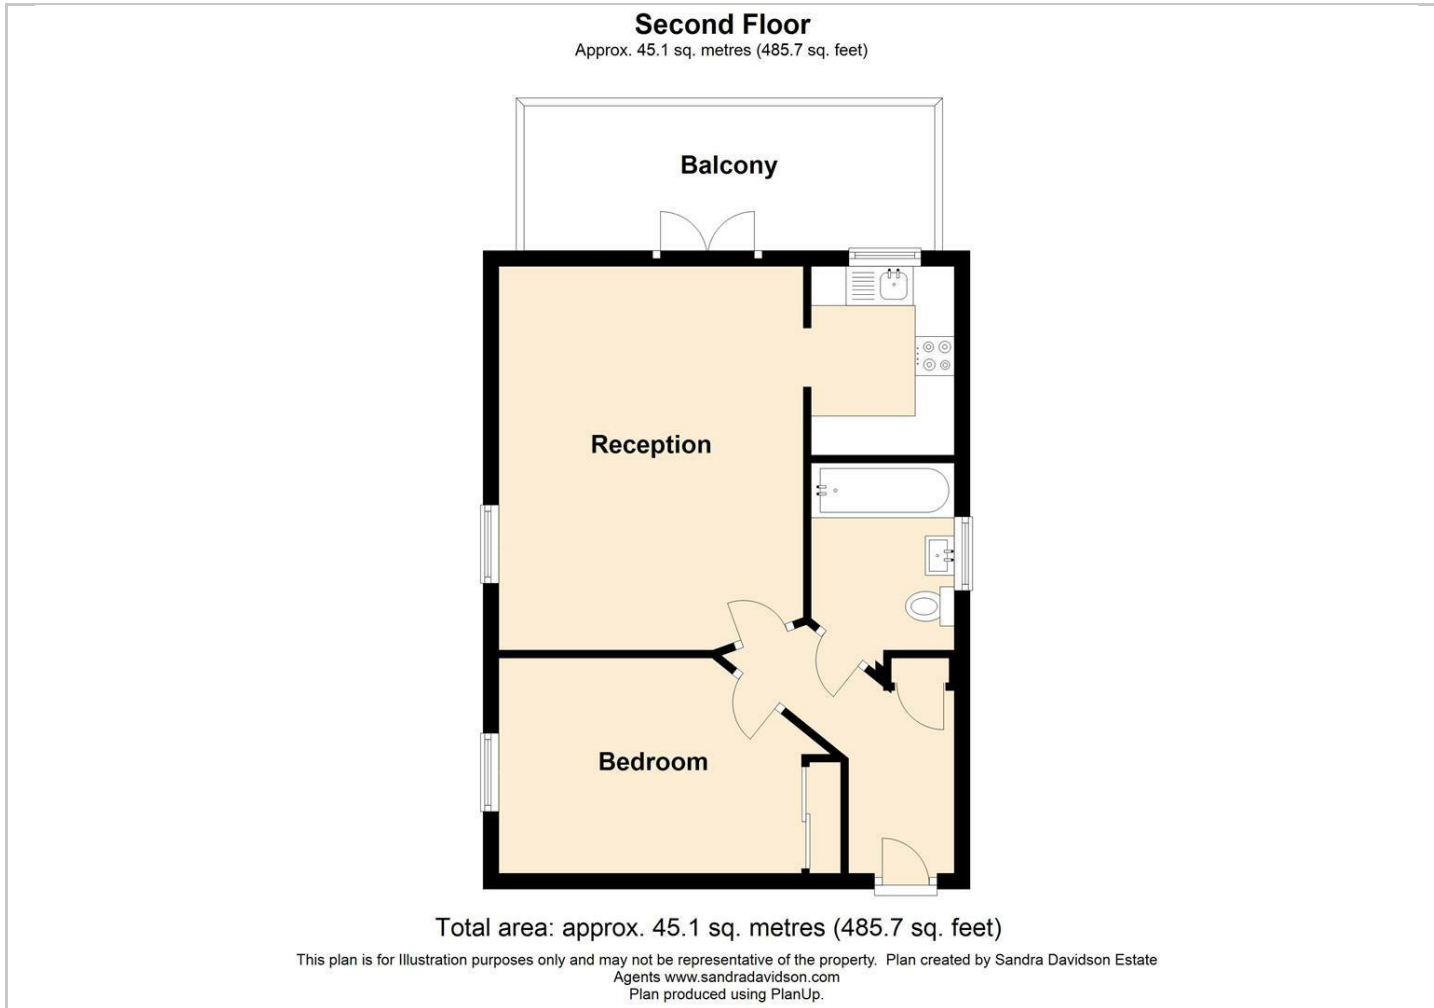 Second Floor
Approx. 45.1 sq. metres (485.7 sq. feet)
Balcony
Reception
Bedroom
Total area: approx. 45.1 sq. metres (485.7 sq. feet)
This plan is for Illustration purposes only and may not be representative of the property. Plan created by Sandra Davidson Estate
Agents www.sandradavidson.com
Plan produced using PlanUp.